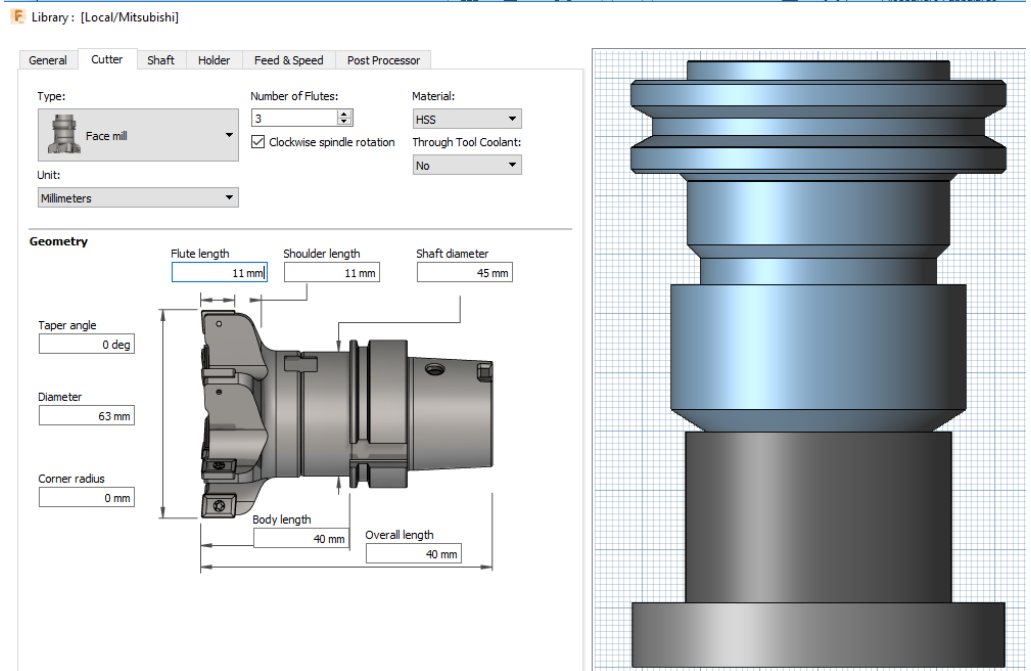 Library : [Local/Mitsubishi]
General Cutter Shaft Holder Feed & Speed Post Processor
Type: Number of Flutes: Material:
Face mill 3 HSS
Clockwise spindle rotation Through Tool Coolant:
No
Unit:
Millimeters
Geometry
Flute length Shoulder length Shaft diameter
11 mm 11 mm 45 mm
Taper angle
0 deg
Diameter
63 mm
Corner radius
0 mm
Body length
40 mm
Overall length
40 mm